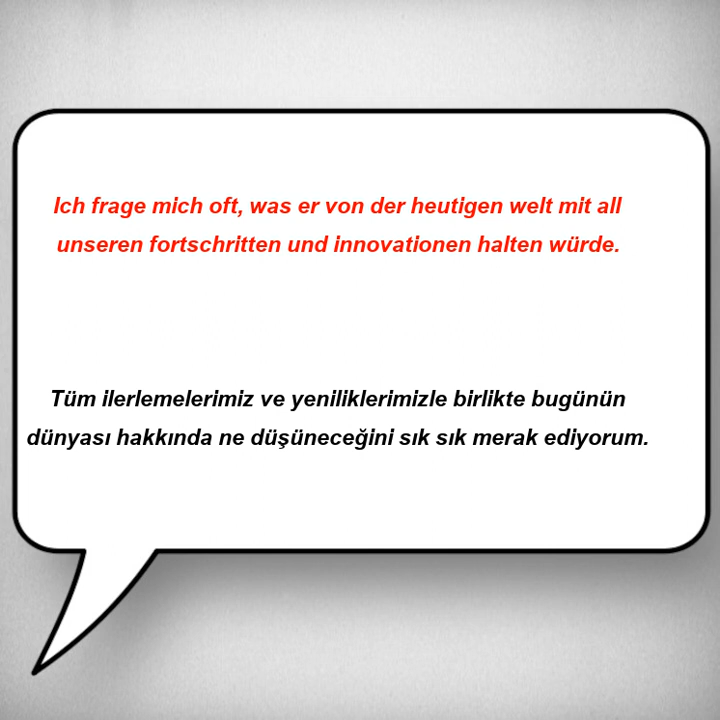 Ich frage mich oft, was er von der heutigen welt mit all
unseren fortschritten und innovationen halten würde.
Tüm ilerlemelerimiz ve yeniliklerimizle birlikte bugünün
dünyası hakkında ne düşüneceğini sık sık merak ediyorum.